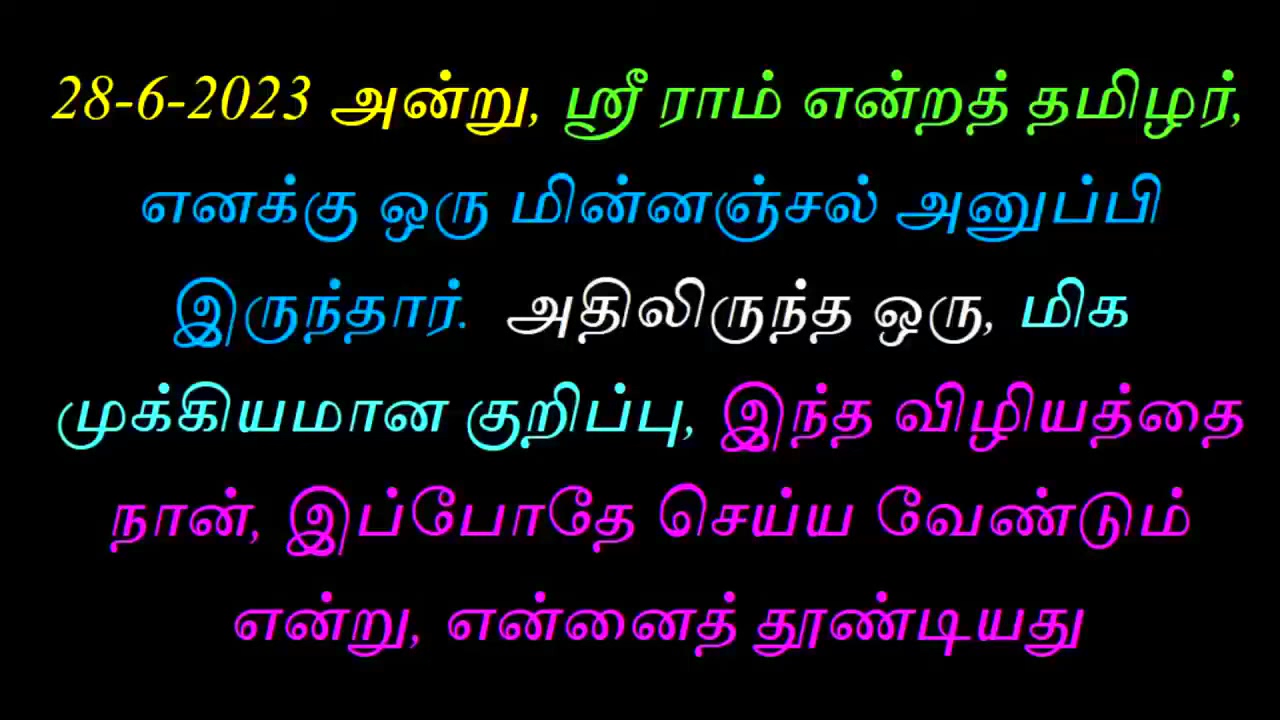 28-6-2023 அன்று, ஸ்ரீ ராம் என்றத் தமிழர்,
எனக்கு ஒரு மின்னஞ்சல் அனுப்பி
இருந்தார். அதிலிருந்த ஒரு, மிக
முக்கியமான குறிப்பு, இந்த விழியத்தை
நான், இப்போதே செய்ய வேண்டும்
என்று, என்னைத் தூண்டியது